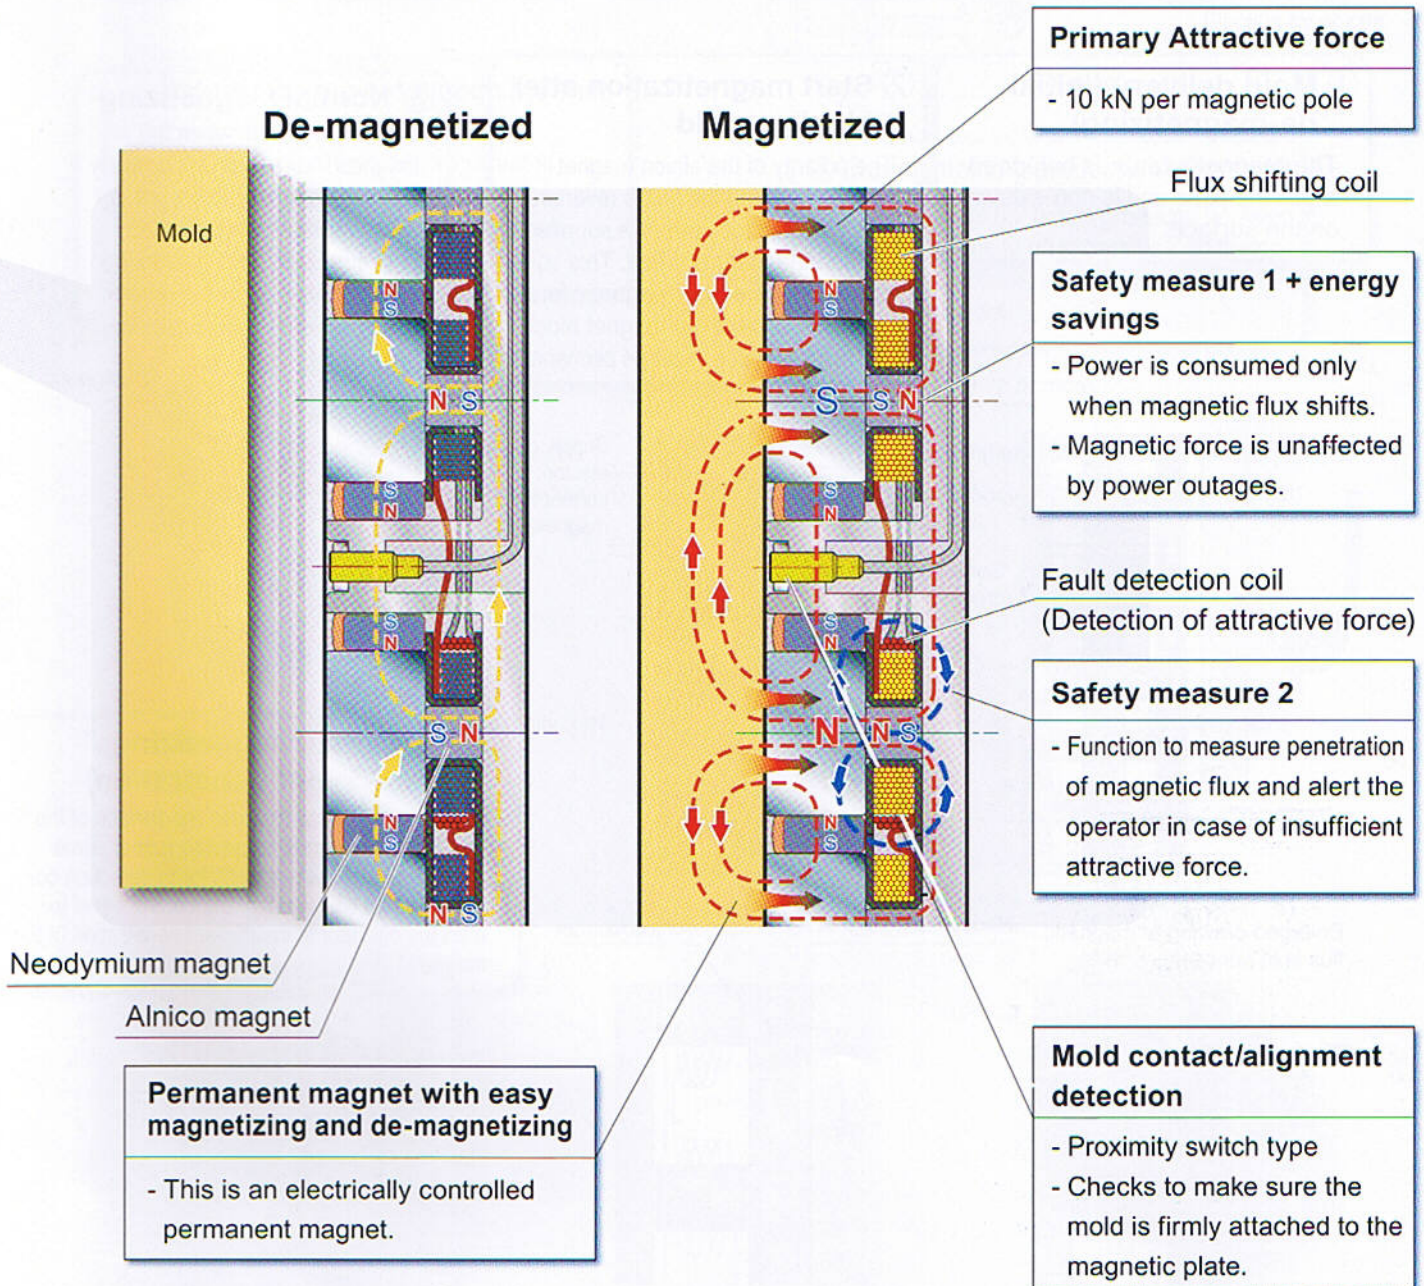 De-magnetized
Mold
N
S
N S
S
N
S
N
S N
N
S
N S
Neodymium magnet
Alnico magnet
Permanent magnet with easy
magnetizing and de-magnetizing
- This is an electrically controlled
permanent magnet.
Magnetized
N
S
S S N
S
N
S
N
N N S
N
S
Primary Attractive force
- 10 kN per magnetic pole
Flux shifting coil
Safety measure 1 + energy
savings
- Power is consumed only
when magnetic flux shifts.
- Magnetic force is unaffected
by power outages.
Fault detection coil
(Detection of attractive force)
Safety measure 2
- Function to measure penetration
of magnetic flux and alert the
operator in case of insufficient
attractive force.
Mold contact/alignment
detection
- Proximity switch type
- Checks to make sure the
mold is firmly attached to the
magnetic plate.